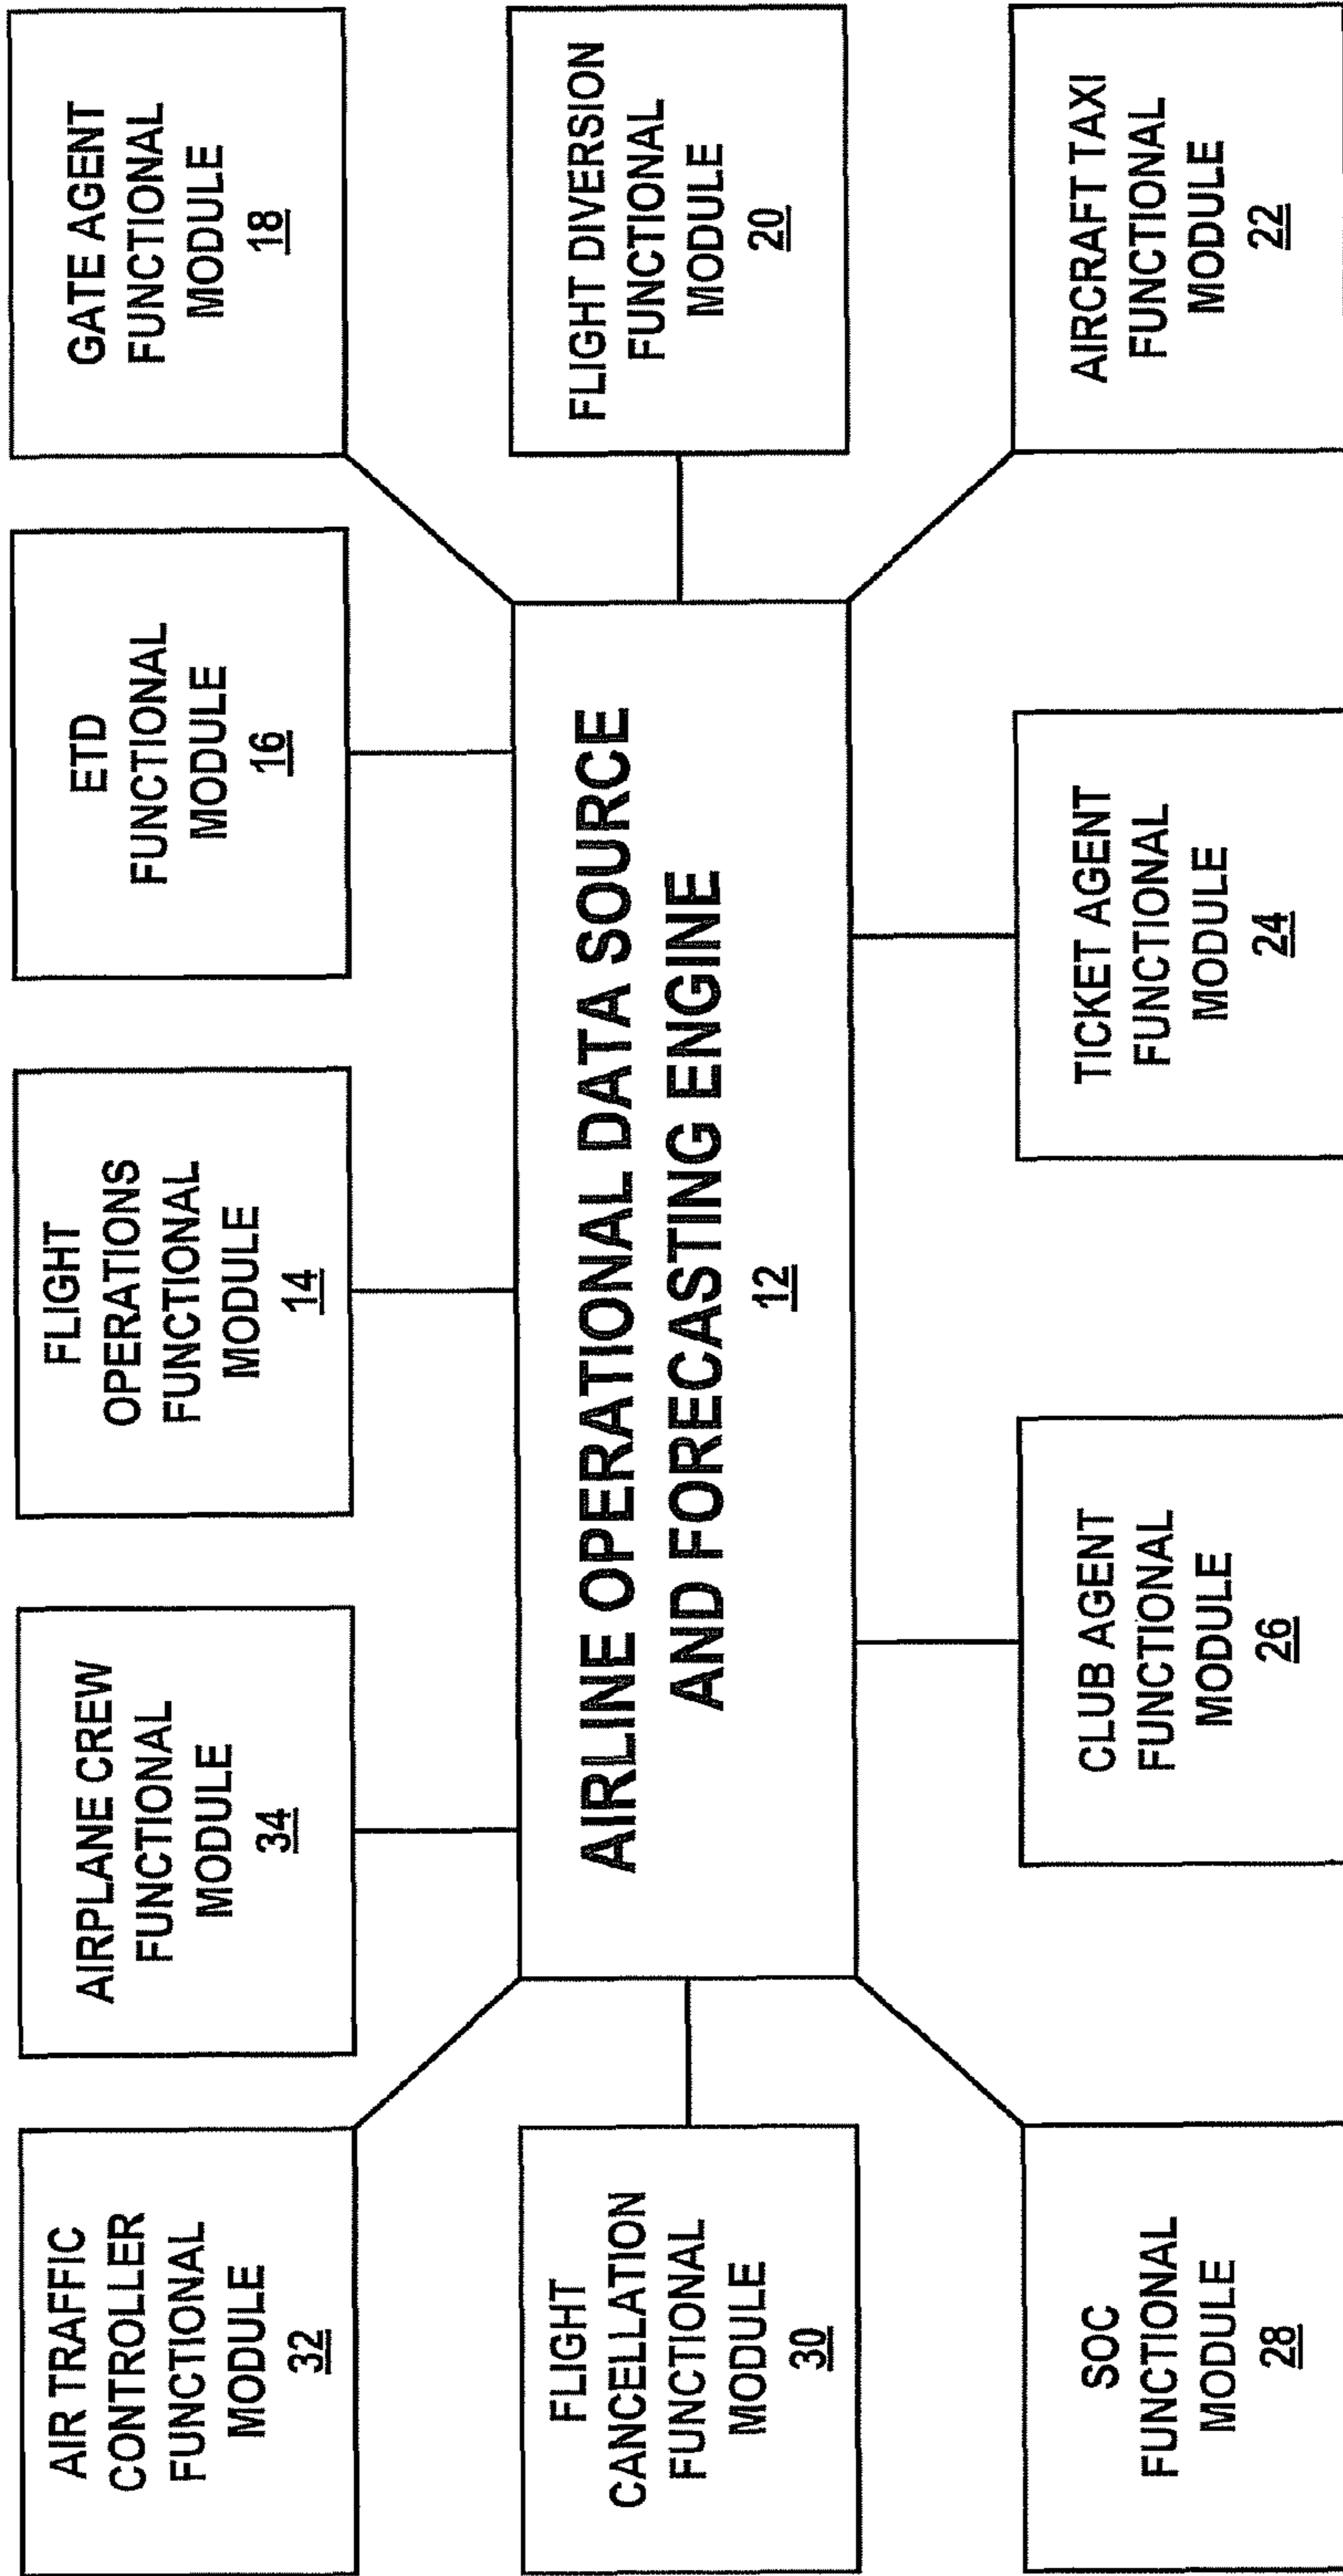 AIR TRAFFIC
CONTROLLER
FUNCTIONAL
MODULE
32
AIRPLANE CREW
FUNCTIONAL
MODULE
34
FLIGHT
OPERATIONS
FUNCTIONAL
MODULE
14
ETD
FUNCTIONAL
MODULE
16
GATE AGENT
FUNCTIONAL
MODULE
18
FLIGHT
CANCELLATION
FUNCTIONAL
MODULE
30
AIRLINE OPERATIONAL DATA SOURCE
AND FORECASTING ENGINE
12
FLIGHT DIVERSION
FUNCTIONAL
MODULE
20
SOC
FUNCTIONAL
MODULE
28
CLUB AGENT
FUNCTIONAL
MODULE
26
TICKET AGENT
FUNCTIONAL
MODULE
24
AIRCRAFT TAXI
FUNCTIONAL
MODULE
22